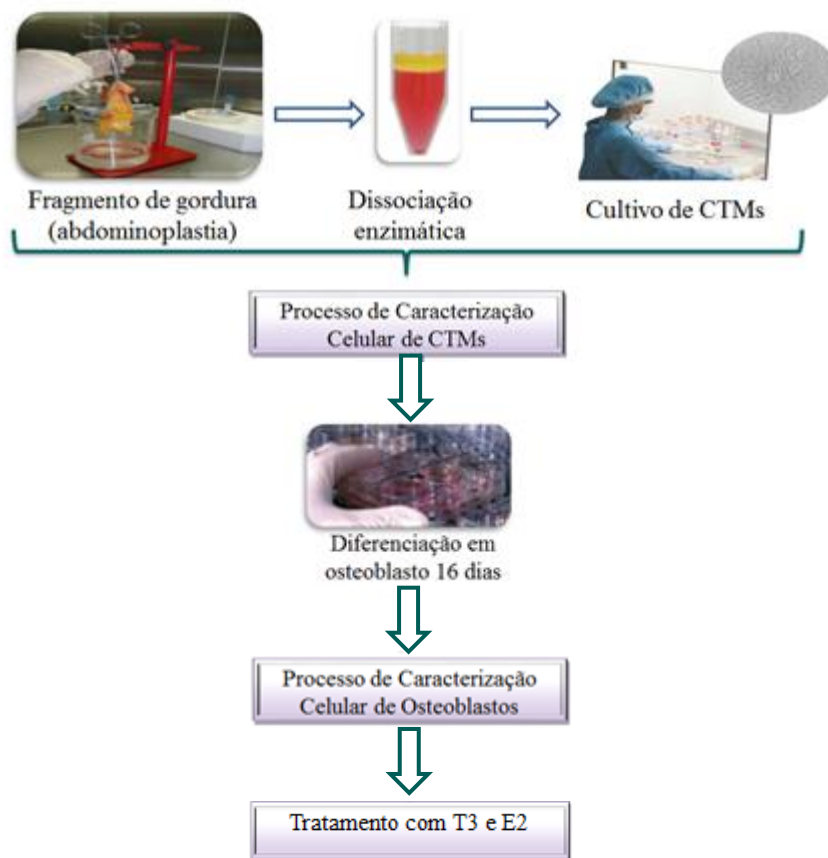 Fragmento de gordura
(abdominoplastia)
Dissociação
enzimática
Cultivo de CTMs
Processo de Caracterização
Celular de CTMs
Diferenciação em
osteoblasto 16 dias
Processo de Caracterização
Celular de Osteoblastos
Tratamento com T3 e E2